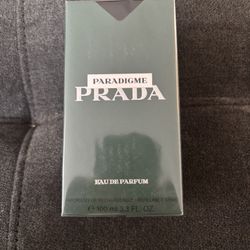 PARADIGME
PRADA
EAU DE PARFUM
℮ 100 ml 3.3 FL. OZ.